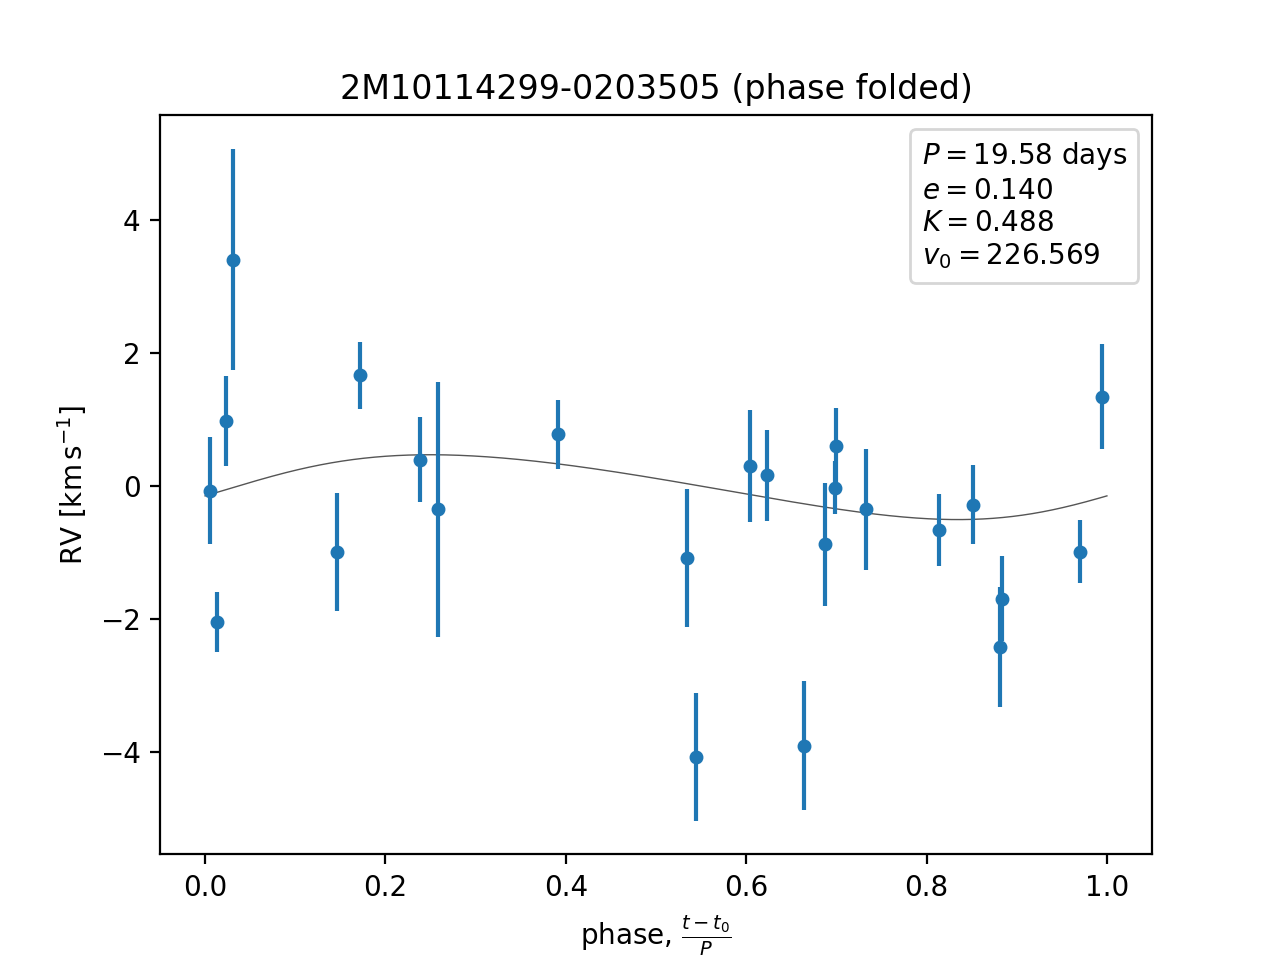 2M10114299-0203505 (phase folded)
P = 19.58 days
e = 0.140
K = 0.488
v₀ = 226.569
RV [km s⁻¹]
4
2
0
−2
−4
0.0 0.2 0.4 0.6 0.8 1.0
phase, (t − t₀)/P